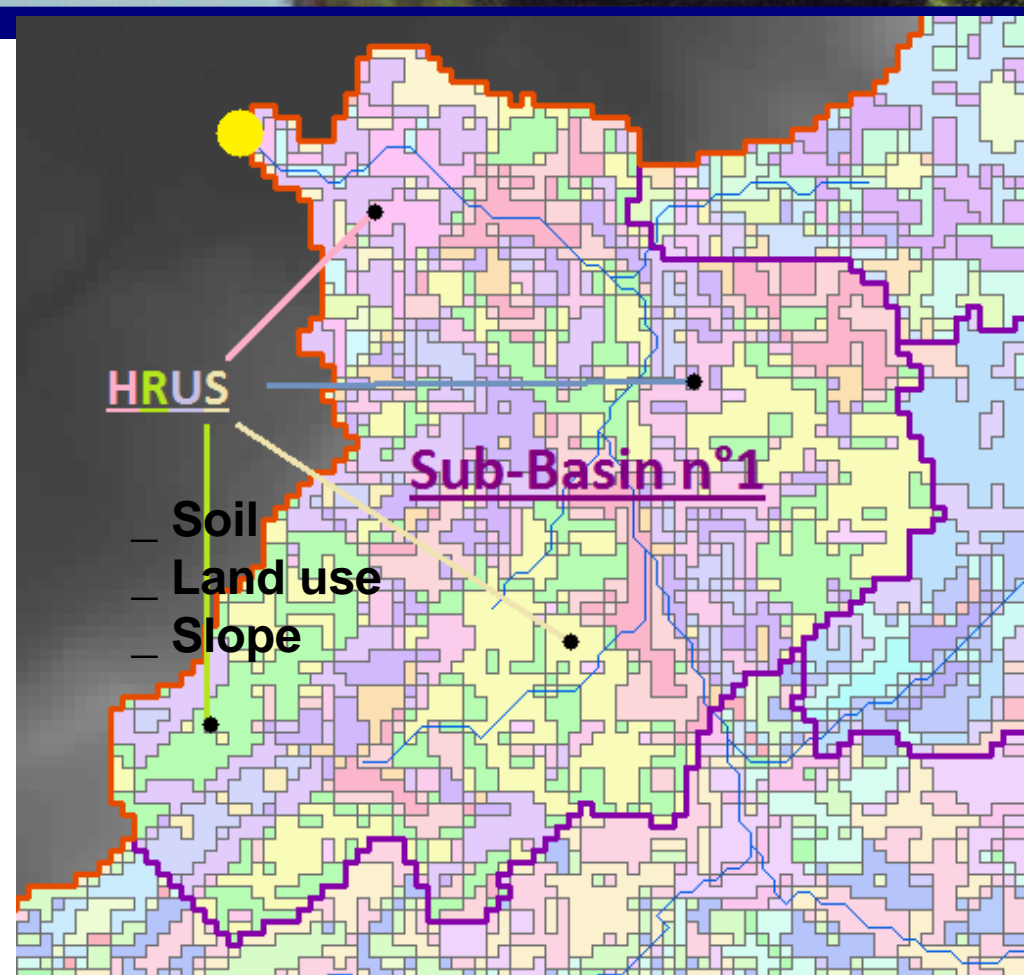 HRUS
Sub-Basin n°1
_ Soil
_ Land use
_ Slope